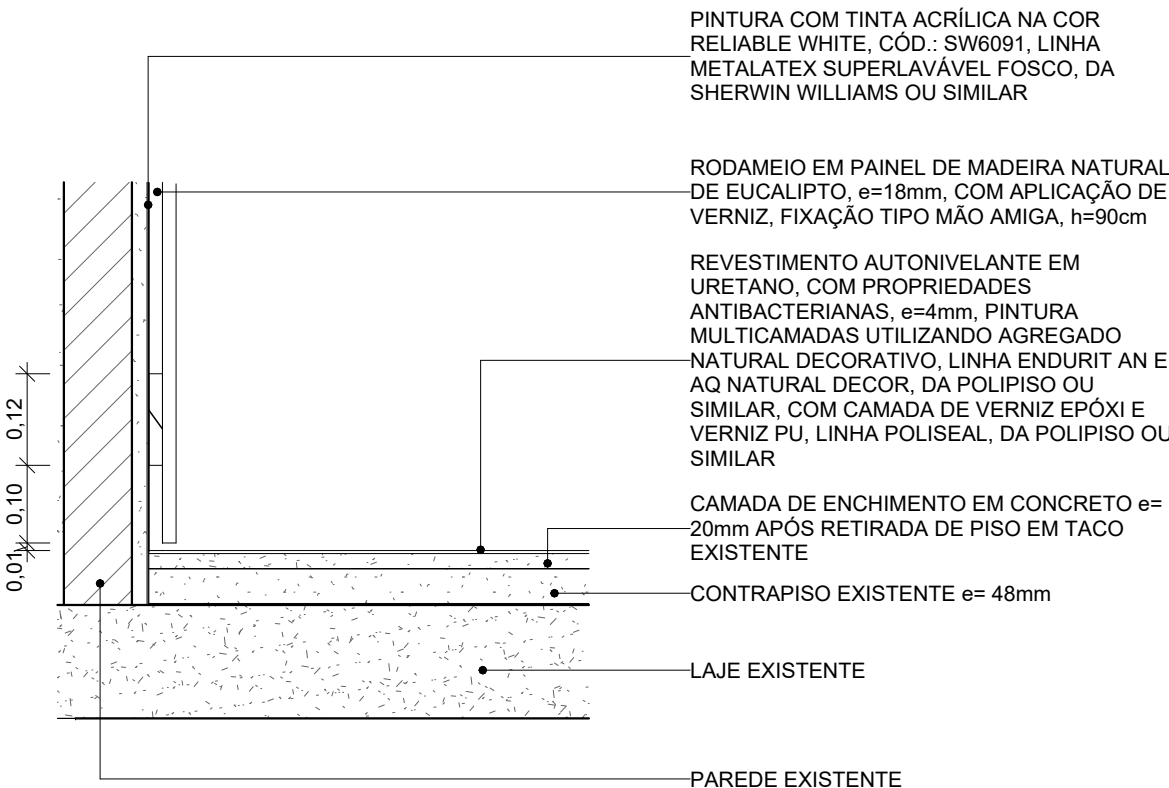 PINTURA COM TINTA ACRÍLICA NA COR
RELIABLE WHITE, CÓD.: SW6091, LINHA
METALATEX SUPERLAVÁVEL FOSCO, DA
SHERWIN WILLIAMS OU SIMILAR
RODAMEIO EM PAINEL DE MADEIRA NATURAL
DE EUCALIPTO, e=18mm, COM APLICAÇÃO DE
VERNIZ, FIXAÇÃO TIPO MÃO AMIGA, h=90cm
REVESTIMENTO AUTONIVELANTE EM
URETANO, COM PROPRIEDADES
ANTIBACTERIANAS, e=4mm, PINTURA
MULTICAMADAS UTILIZANDO AGREGADO
NATURAL DECORATIVO, LINHA ENDURIT AN E
AQ NATURAL DECOR, DA POLIPISO OU
SIMILAR, COM CAMADA DE VERNIZ EPÓXI E
VERNIZ PU, LINHA POLISEAL, DA POLIPISO OU
SIMILAR
CAMADA DE ENCHIMENTO EM CONCRETO e=
20mm APÓS RETIRADA DE PISO EM TACO
EXISTENTE
CONTRAPISO EXISTENTE e= 48mm
LAJE EXISTENTE
PAREDE EXISTENTE
0,12
0,10
0,01